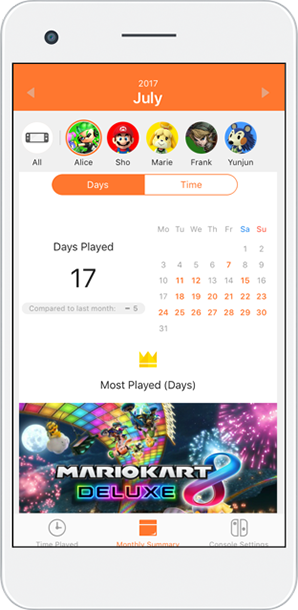 2017
July
All Alice Sho Marie Frank Yunjun
Days Time
Days Played
17
Compared to last month: − 5
Mo Tu We Th Fr Sa Su
1 2
3 4 5 6 7 8 9
10 11 12 13 14 15 16
17 18 19 20 21 22 23
24 25 26 27 28 29 30
31
Most Played (Days)
MARIOKART 8
DELUXE
Time Played Monthly Summary Console Settings